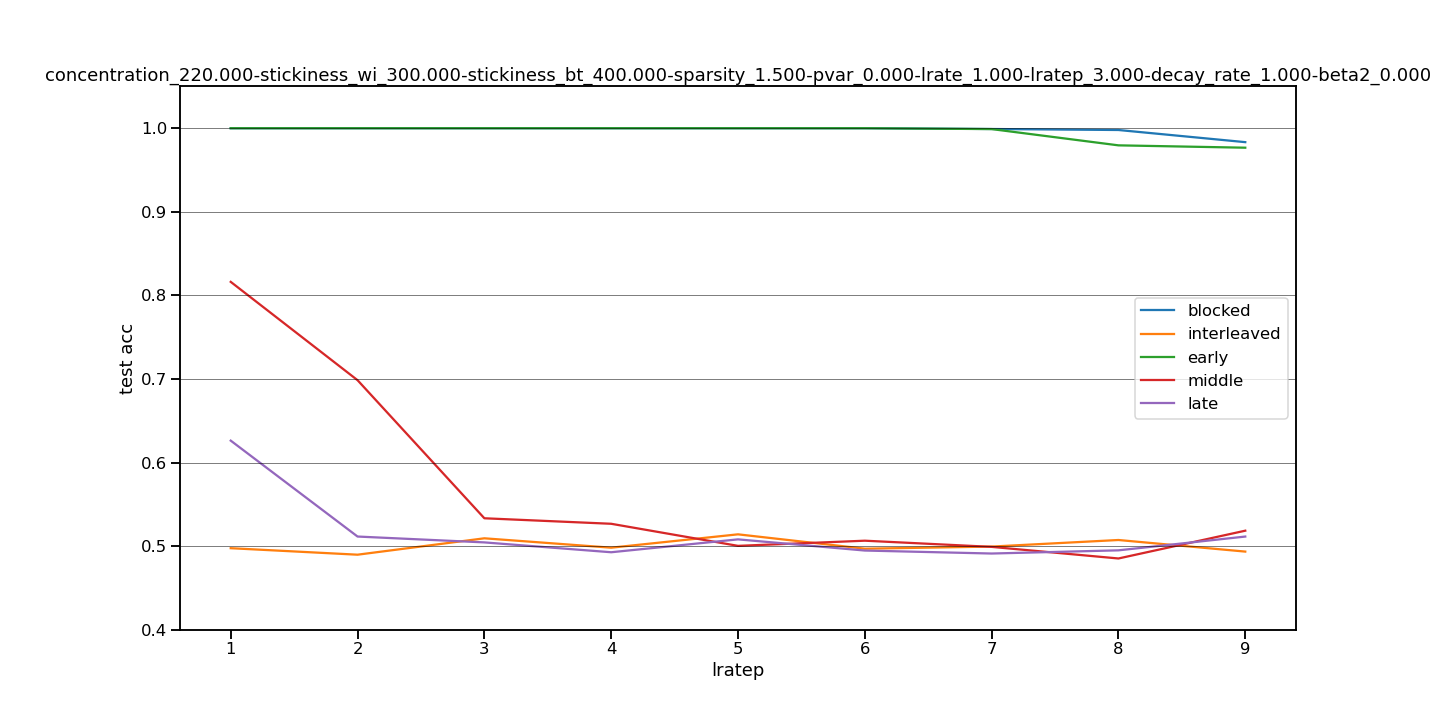 concentration_220.000-stickiness_wi_300.000-stickiness_bt_400.000-sparsity_1.500-pvar_0.000-lrate_1.000-lratep_3.000-decay_rate_1.000-beta2_0.000
1.0
0.9
0.8
0.7
0.6
0.5
0.4
test acc
blocked
interleaved
early
middle
late
1 2 3 4 5 6 7 8 9
lratep